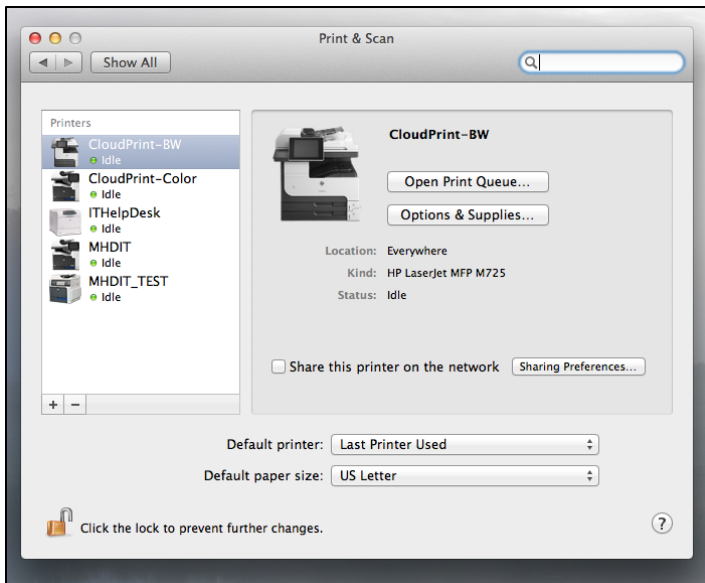 Print & Scan
Show All
Printers
CloudPrint-BW
Idle
CloudPrint-Color
Idle
ITHelpDesk
Idle
MHDIT
Idle
MHDIT_TEST
Idle
+ −
CloudPrint-BW
Open Print Queue...
Options & Supplies...
Location: Everywhere
Kind: HP LaserJet MFP M725
Status: Idle
Share this printer on the network Sharing Preferences...
Default printer: Last Printer Used
Default paper size: US Letter
Click the lock to prevent further changes.
?